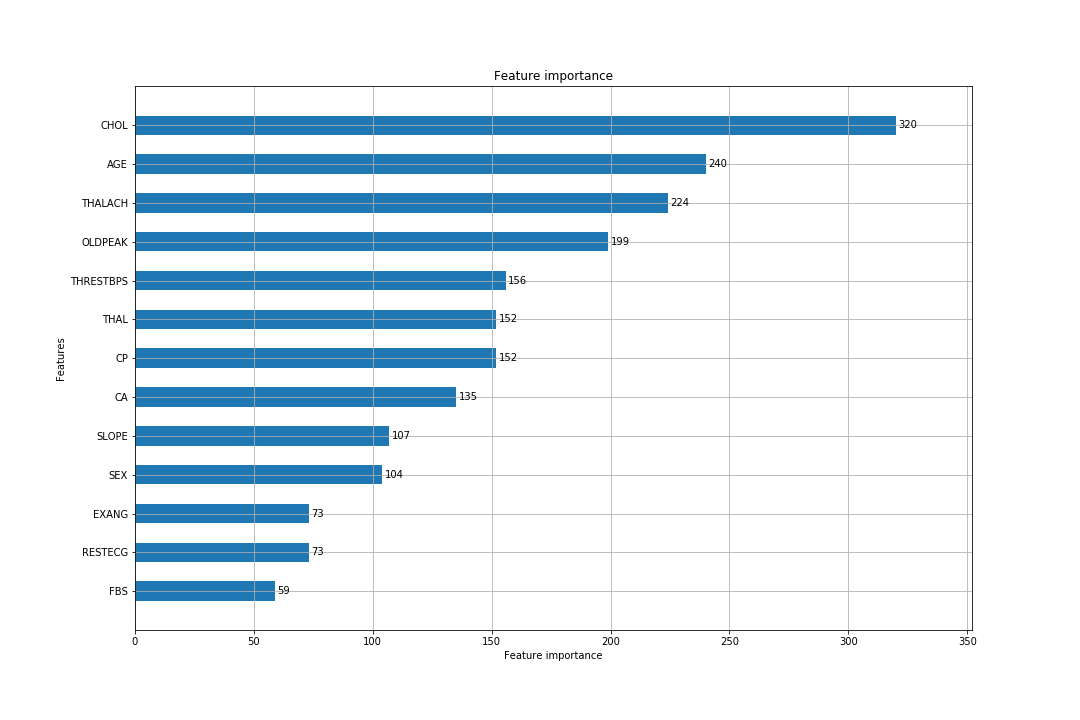 Feature importance
CHOL 320
AGE 240
THALACH 224
OLDPEAK 199
THRESTBPS 156
THAL 152
CP 152
CA 135
SLOPE 107
SEX 104
EXANG 73
RESTECG 73
FBS 59
Features
0 50 100 150 200 250 300 350
Feature importance